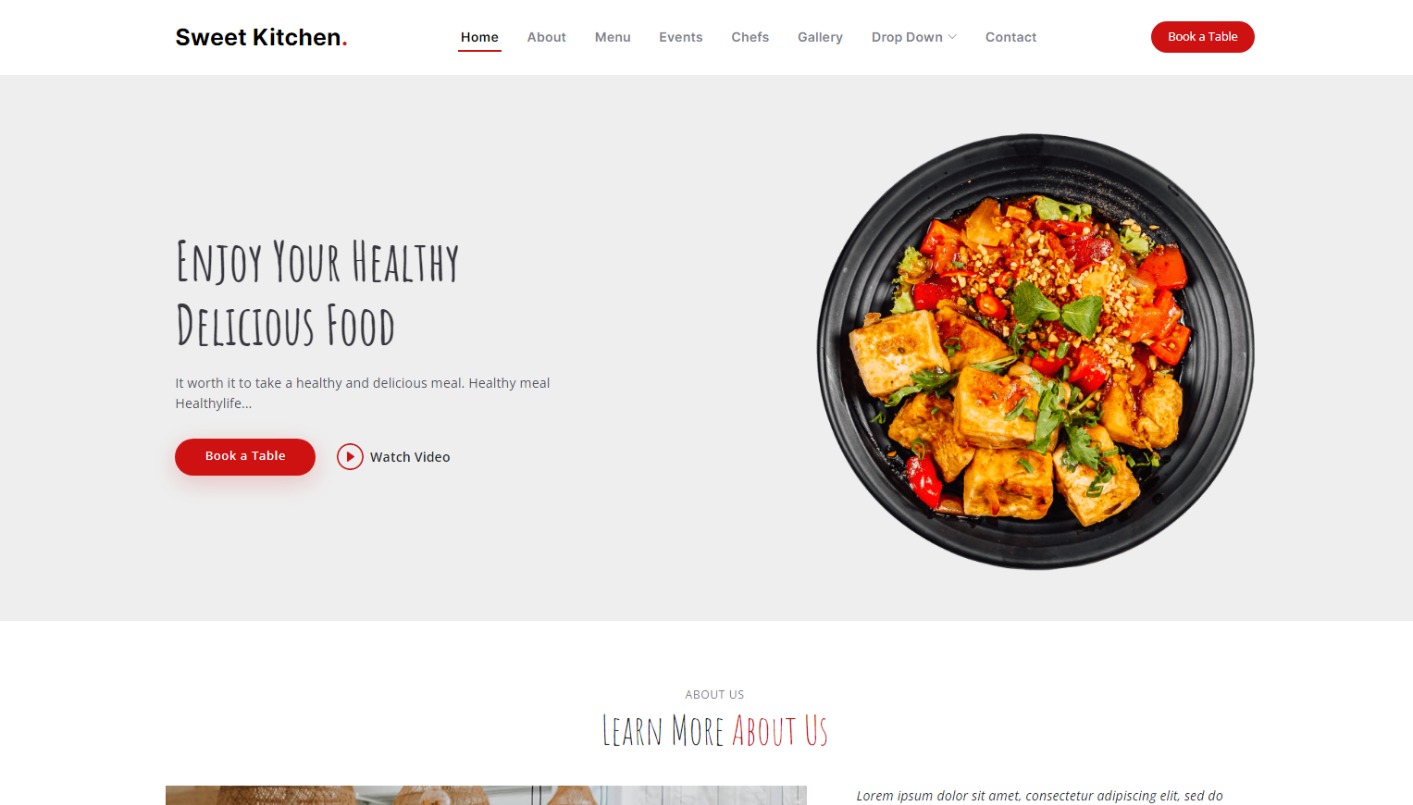 Sweet Kitchen.
Home About Menu Events Chefs Gallery Drop Down Contact
Book a Table
Enjoy Your Healthy
Delicious Food
It worth it to take a healthy and delicious meal. Healthy meal
Healthylife...
Book a Table
Watch Video
ABOUT US
Learn More About Us
Lorem ipsum dolor sit amet, consectetur adipiscing elit, sed do